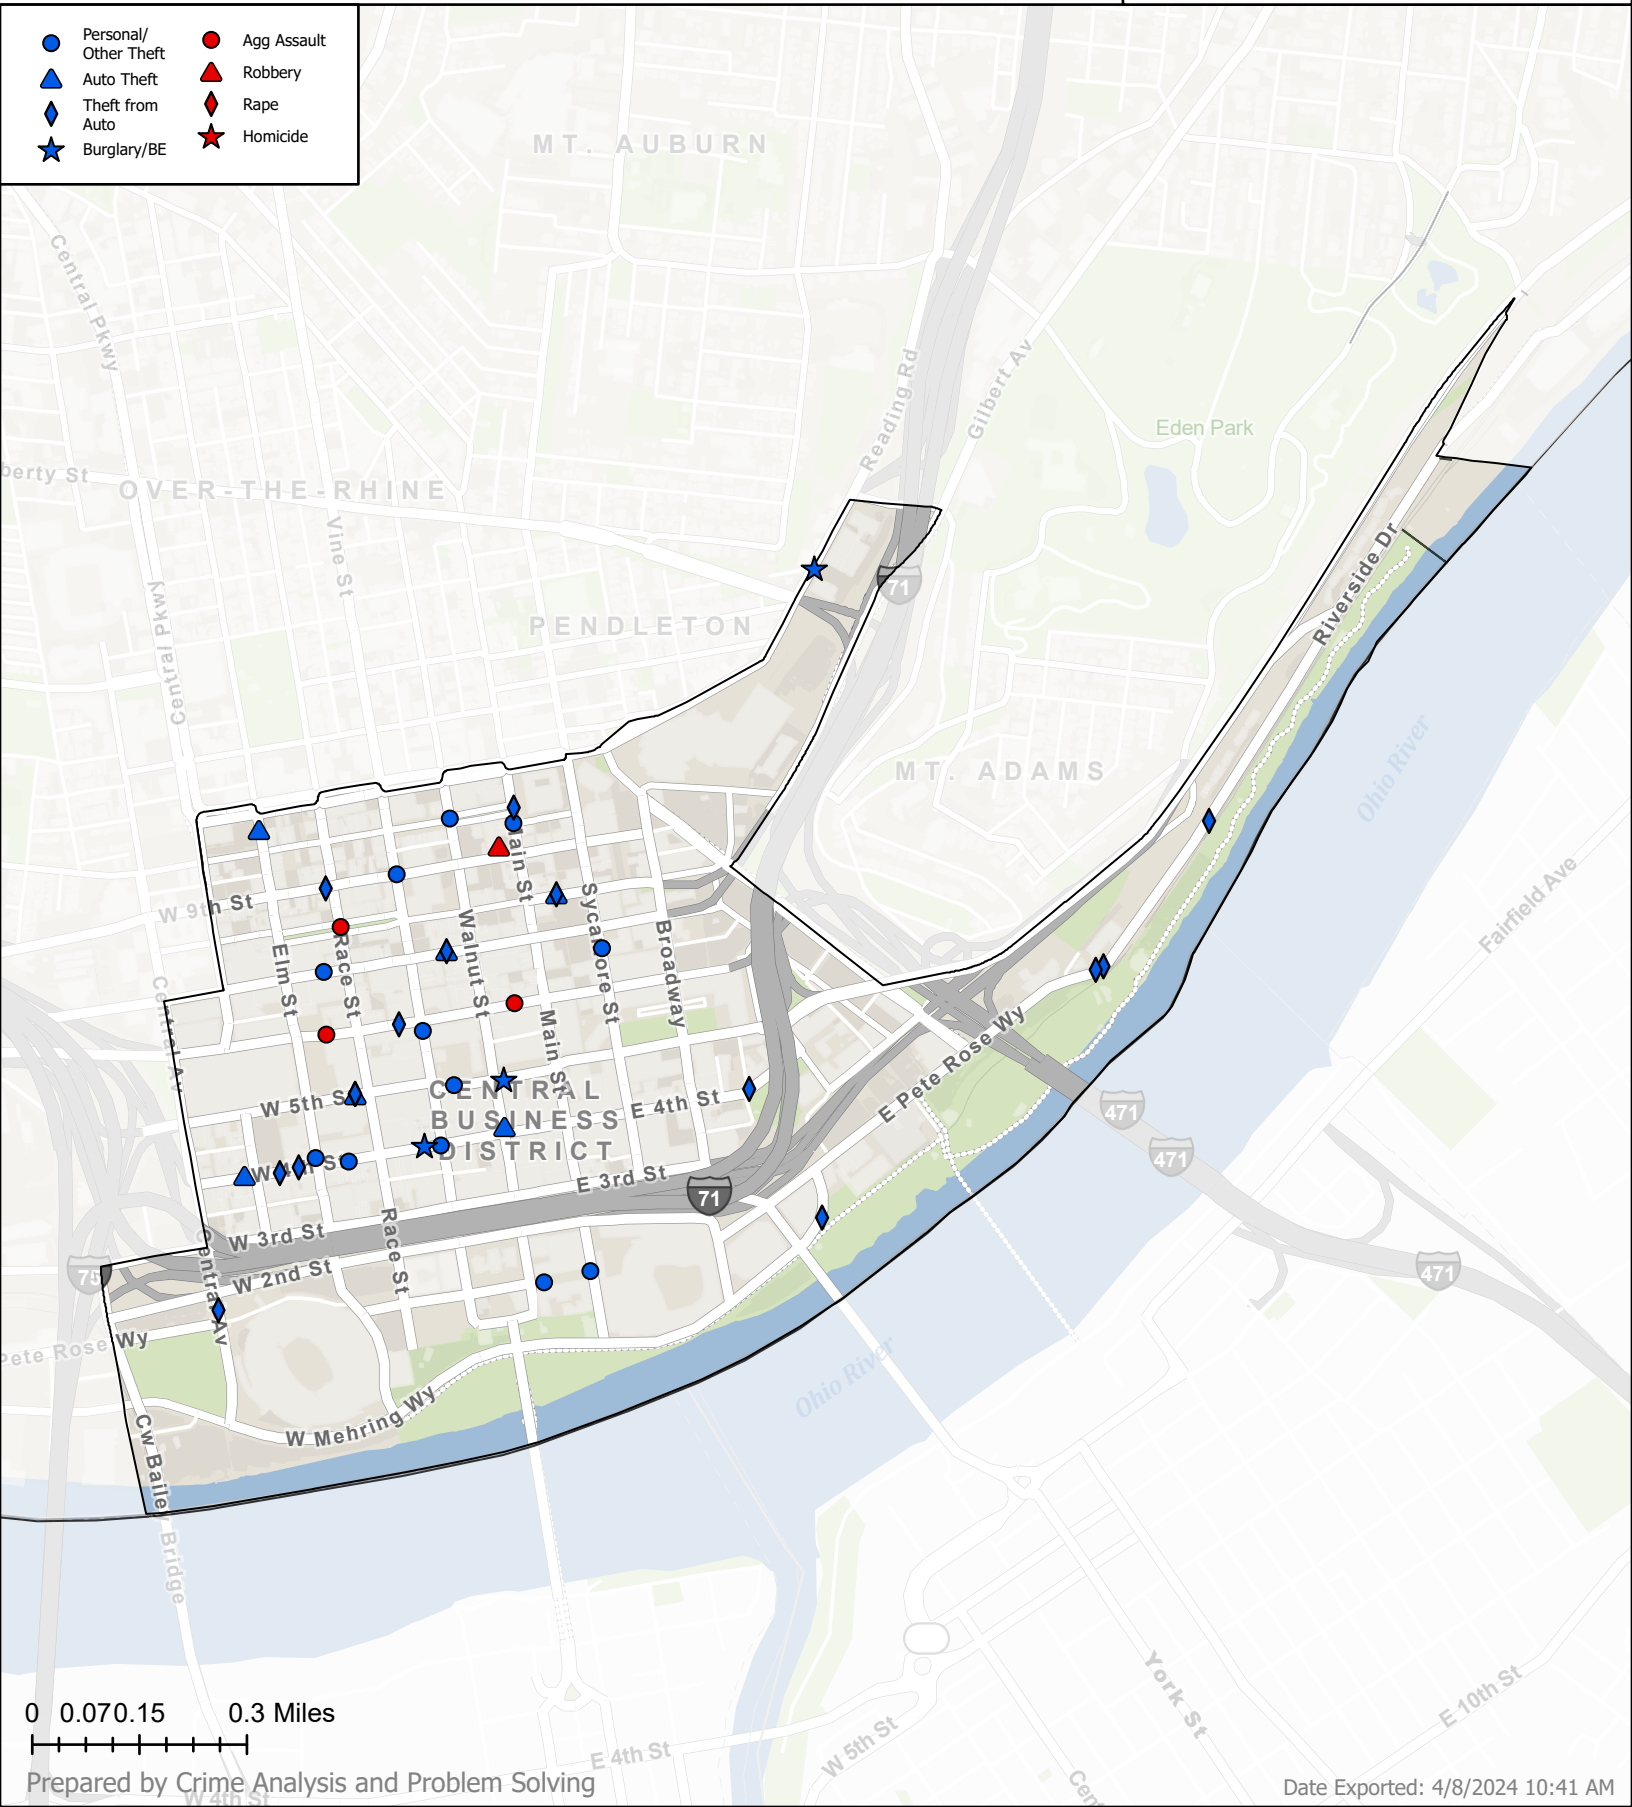 Personal/
Other Theft
Auto Theft
Theft from
Auto
Burglary/BE
Agg Assault
Robbery
Rape
Homicide
MT. AUBURN
Central Pkwy
Reading Rd
Gilbert Av
Eden Park
berty St
OVER-THE-RHINE
Vine St
Central Pkwy
71
PENDLETON
Riverside Dr
MT. ADAMS
Ohio River
Fairfield Ave
W 9th St
Main St
Sycamore St
Walnut St
Broadway
Elm St
Race St
Central Av
Main St
E Pete Rose Wy
CENTRAL
BUSINESS
DISTRICT
W 5th St
E 4th St
471
471
W 4th St
E 3rd St
71
W 3rd St
Race St
Central Av
W 2nd St
75
471
Pete Rose Wy
Ohio River
W Mehring Wy
Cw Bailey Bridge
York St
E 10th St
0 0.07 0.15 0.3 Miles
E 4th St
W 5th St
Prepared by Crime Analysis and Problem Solving
Date Exported: 4/8/2024 10:41 AM
W 4th St